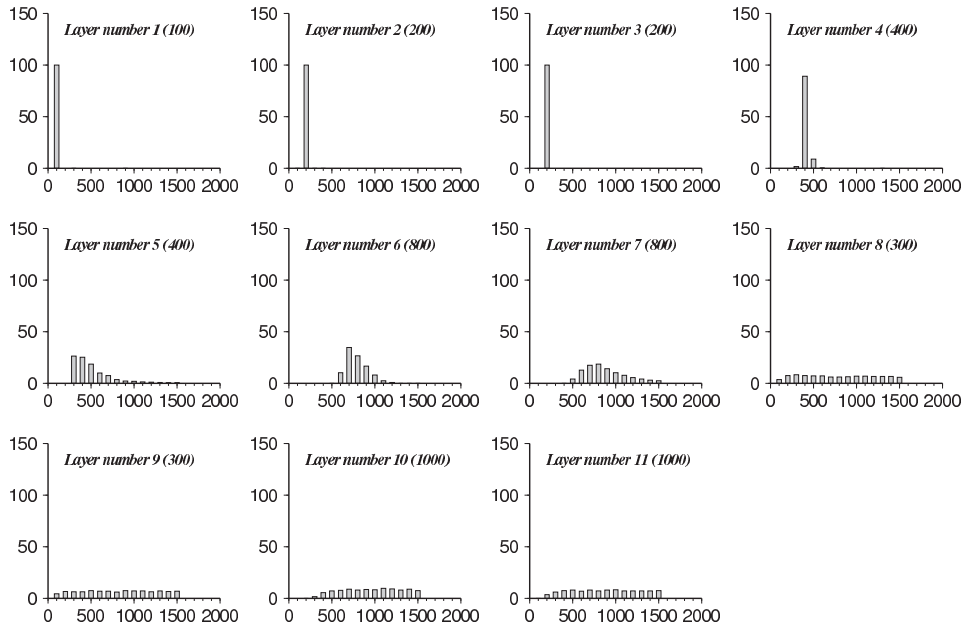 150 150 150 150
Layer number 1 (100) Layer number 2 (200) Layer number 3 (200) Layer number 4 (400)
100 100 100 100
50 50 50 50
0 0 0 0
0 500 1000 1500 2000 0 500 1000 1500 2000 0 500 1000 1500 2000 0 500 1000 1500 2000
150 150 150 150
Layer number 5 (400) Layer number 6 (800) Layer number 7 (800) Layer number 8 (300)
100 100 100 100
50 50 50 50
0 0 0 0
0 500 1000 1500 2000 0 500 1000 1500 2000 0 500 1000 1500 2000 0 500 1000 1500 2000
150 150 150
Layer number 9 (300) Layer number 10 (1000) Layer number 11 (1000)
100 100 100
50 50 50
0 0 0
0 500 1000 1500 2000 0 500 1000 1500 2000 0 500 1000 1500 2000